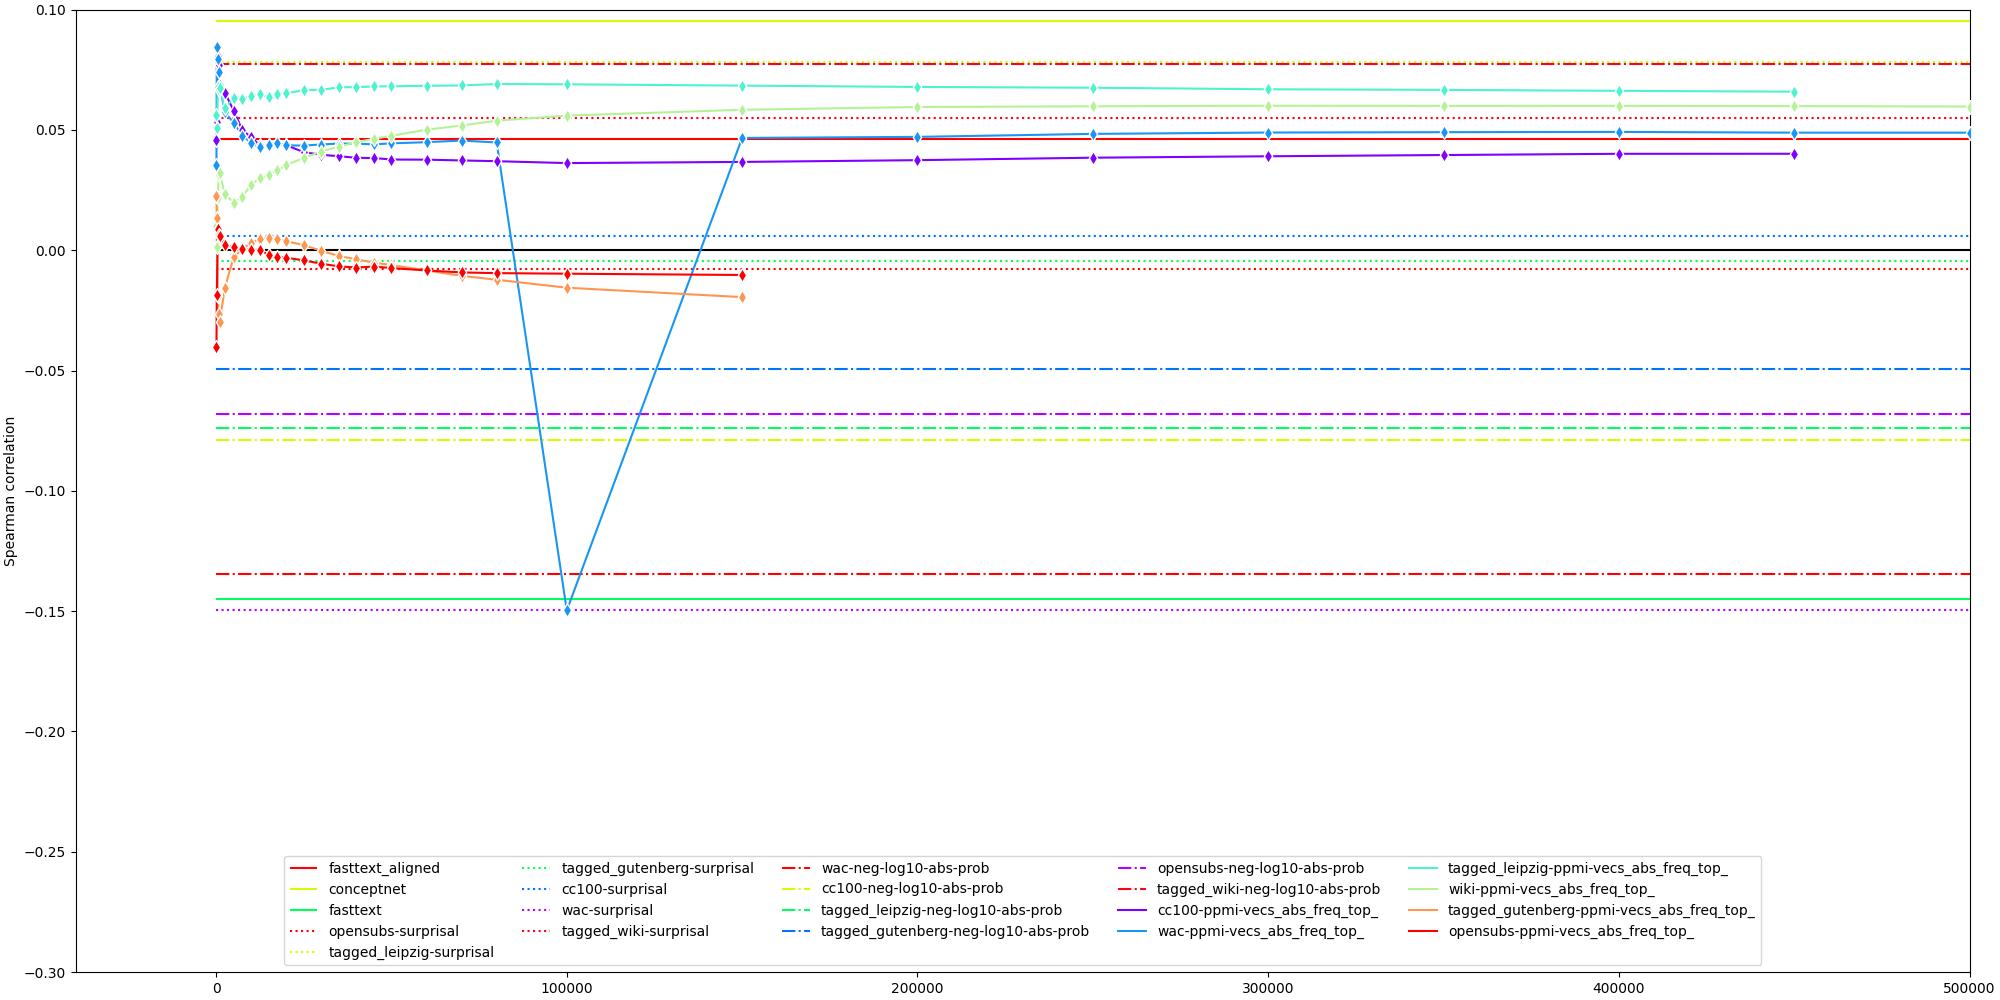 0.10
0.05
0.00
−0.05
−0.10
−0.15
−0.20
−0.25
−0.30
Spearman correlation
fasttext_aligned
conceptnet
fasttext
opensubs-surprisal
tagged_leipzig-surprisal
tagged_gutenberg-surprisal
cc100-surprisal
wac-surprisal
tagged_wiki-surprisal
wac-neg-log10-abs-prob
cc100-neg-log10-abs-prob
tagged_leipzig-neg-log10-abs-prob
tagged_gutenberg-neg-log10-abs-prob
opensubs-neg-log10-abs-prob
tagged_wiki-neg-log10-abs-prob
cc100-ppmi-vecs_abs_freq_top_
wac-ppmi-vecs_abs_freq_top_
tagged_leipzig-ppmi-vecs_abs_freq_top_
wiki-ppmi-vecs_abs_freq_top_
tagged_gutenberg-ppmi-vecs_abs_freq_top_
opensubs-ppmi-vecs_abs_freq_top_
0 100000 200000 300000 400000 500000